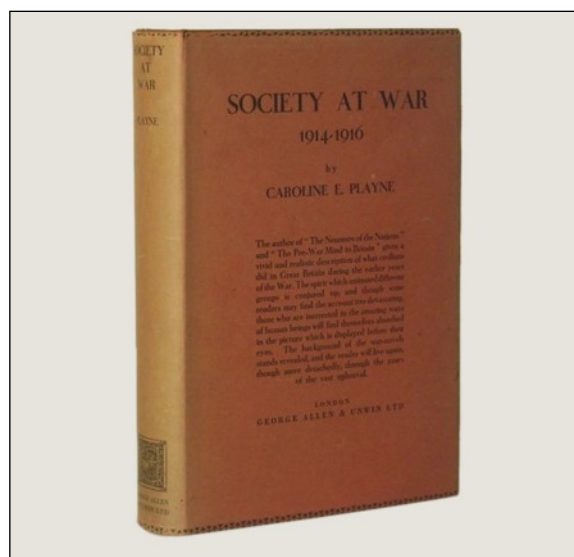 SOCIETY
AT
WAR
PLAYNE
SOCIETY AT WAR
1914-1916
by
CAROLINE E. PLAYNE
The author of "The Neuroses of the Nations"
and "The Pre-War Mind in Britain" gives a
vivid and realistic description of what civilians
did in Great Britain during the earlier years
of the War. The spirit which animated different
groups is conjured up, and though some
readers may find the account too devastating,
those who are interested in the amazing ways
of human beings will find themselves absorbed
in the picture which is displayed before their
eyes. The background of the war-novels
stands revealed, and the reader will live again,
though more detachedly, through the years
of the vast upheaval.
LONDON
GEORGE ALLEN & UNWIN LTD
GEORGE ALLEN
& UNWIN LTD